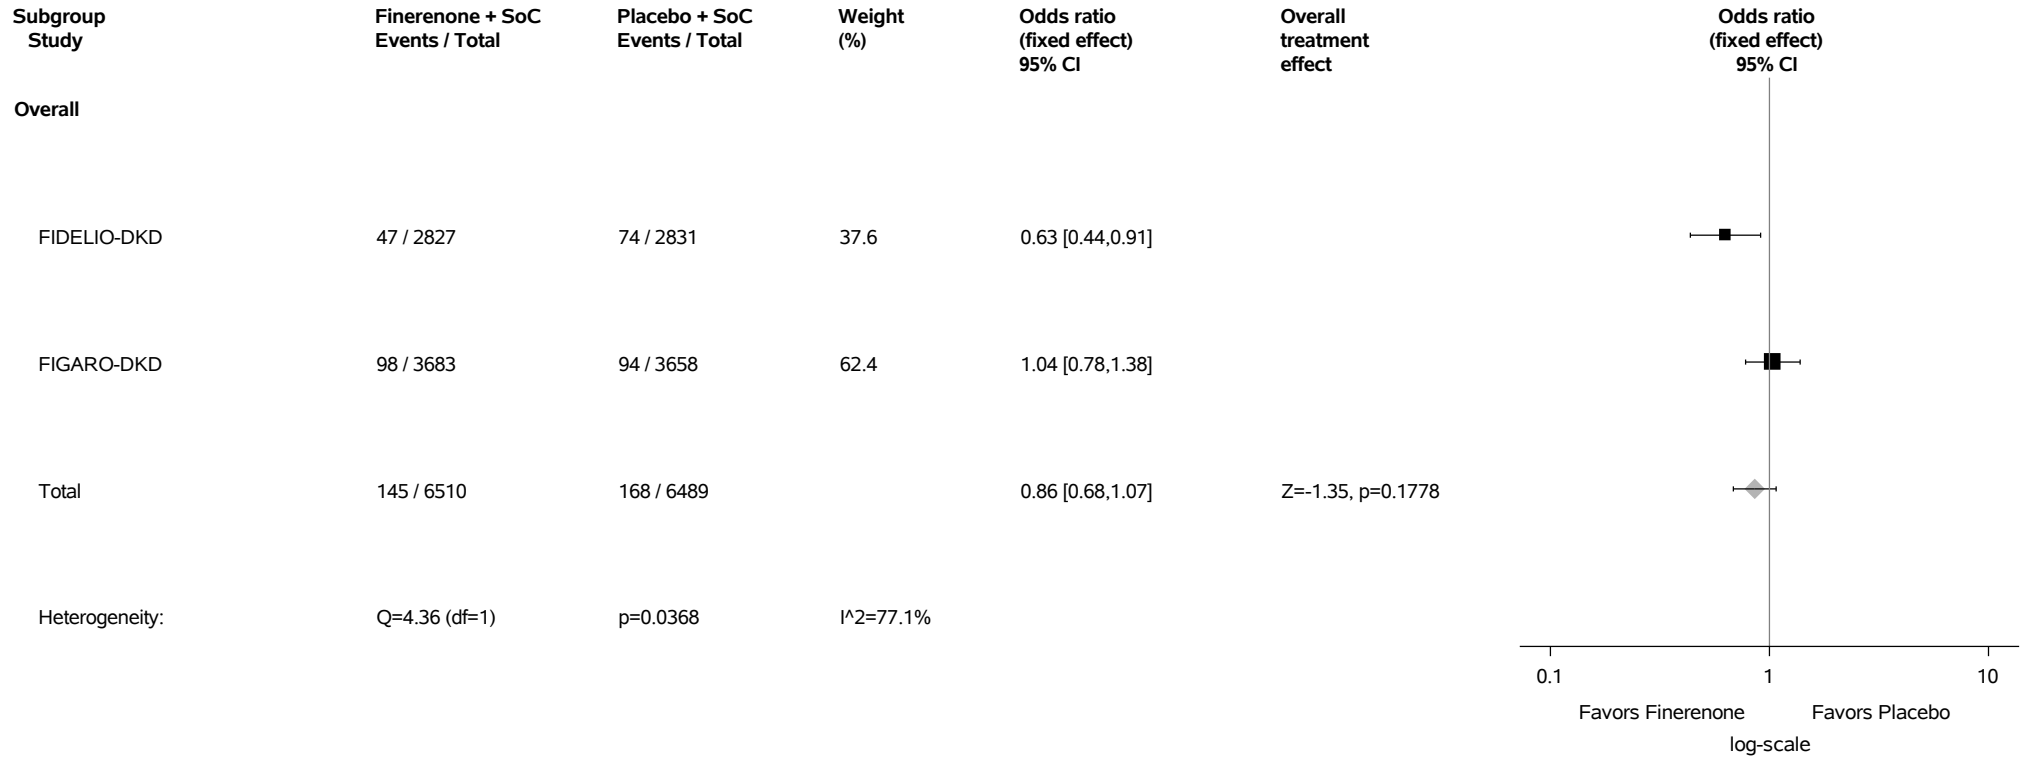 Subgroup Finerenone + SoC Placebo + SoC Weight Odds ratio Overall Odds ratio
Study Events / Total Events / Total (%) (fixed effect) treatment (fixed effect)
95% CI effect 95% CI
Overall
FIDELIO-DKD 47 / 2827 74 / 2831 37.6 0.63 [0.44,0.91]
FIGARO-DKD 98 / 3683 94 / 3658 62.4 1.04 [0.78,1.38]
Total 145 / 6510 168 / 6489 0.86 [0.68,1.07] Z=-1.35, p=0.1778
Heterogeneity: Q=4.36 (df=1) p=0.0368 I^2=77.1%
0.1 1 10
Favors Finerenone Favors Placebo
log-scale